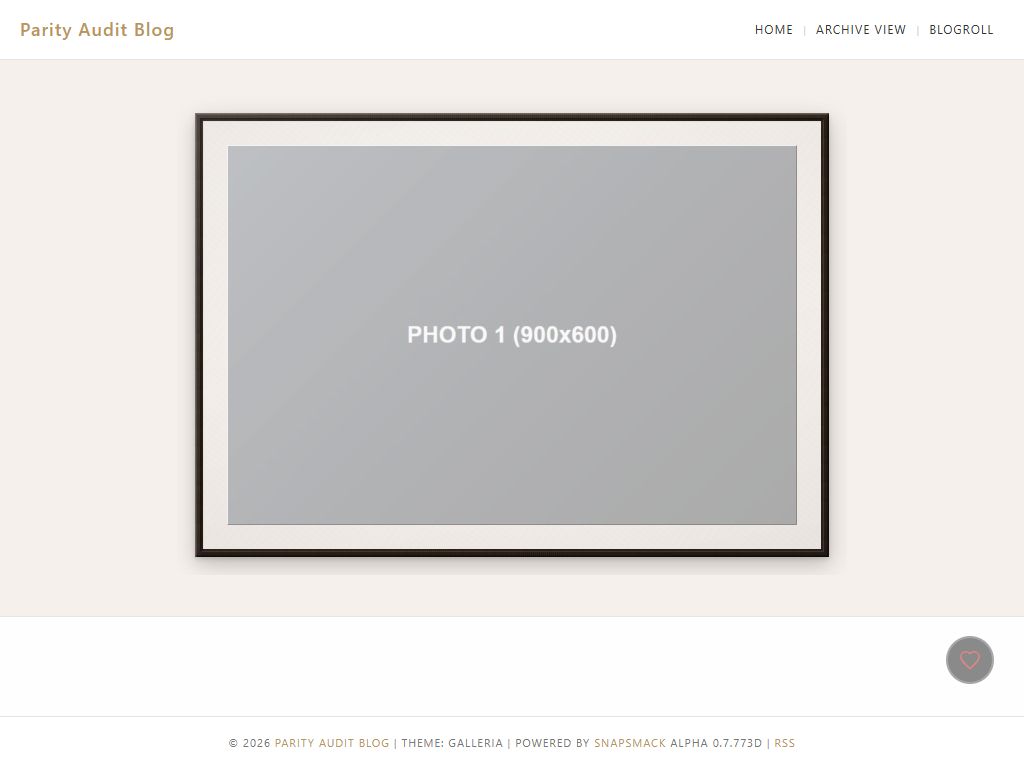 Parity Audit Blog
HOME | ARCHIVE VIEW | BLOGROLL
PHOTO 1 (900x600)
© 2026 PARITY AUDIT BLOG | THEME: GALLERIA | POWERED BY SNAPSMACK ALPHA 0.7.773D | RSS